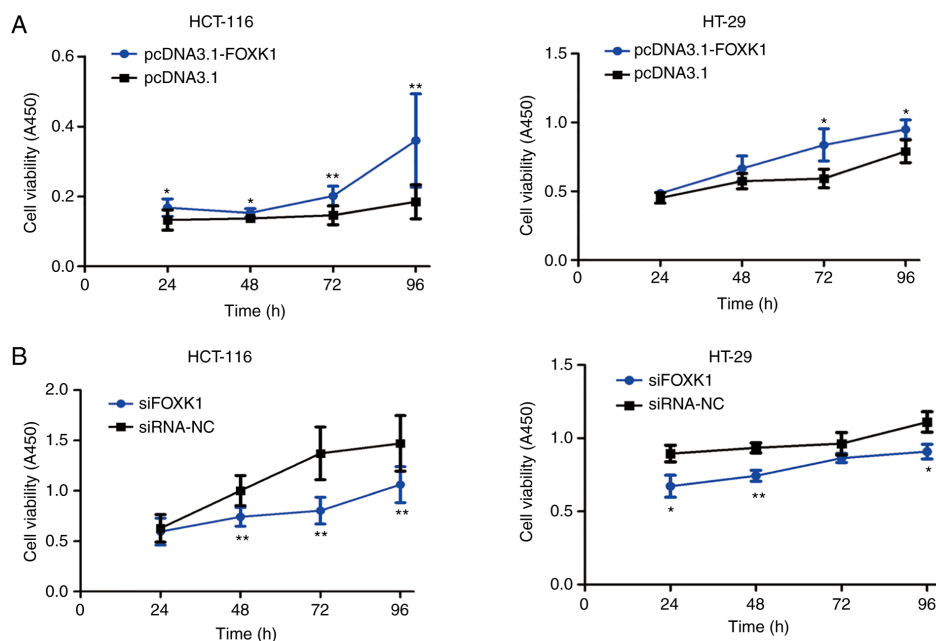 A
HCT-116
pcDNA3.1-FOXK1
pcDNA3.1
Cell viability (A450)
0.6
0.4
0.2
0.0
* * ** **
0 24 48 72 96
Time (h)
HT-29
pcDNA3.1-FOXK1
pcDNA3.1
Cell viability (A450)
1.5
1.0
0.5
0.0
* *
0 24 48 72 96
Time (h)
B
HCT-116
siFOXK1
siRNA-NC
Cell viability (A450)
2.0
1.5
1.0
0.5
0.0
** ** **
0 24 48 72 96
Time (h)
HT-29
siFOXK1
siRNA-NC
Cell viability (A450)
1.5
1.0
0.5
0.0
* ** *
0 24 48 72 96
Time (h)